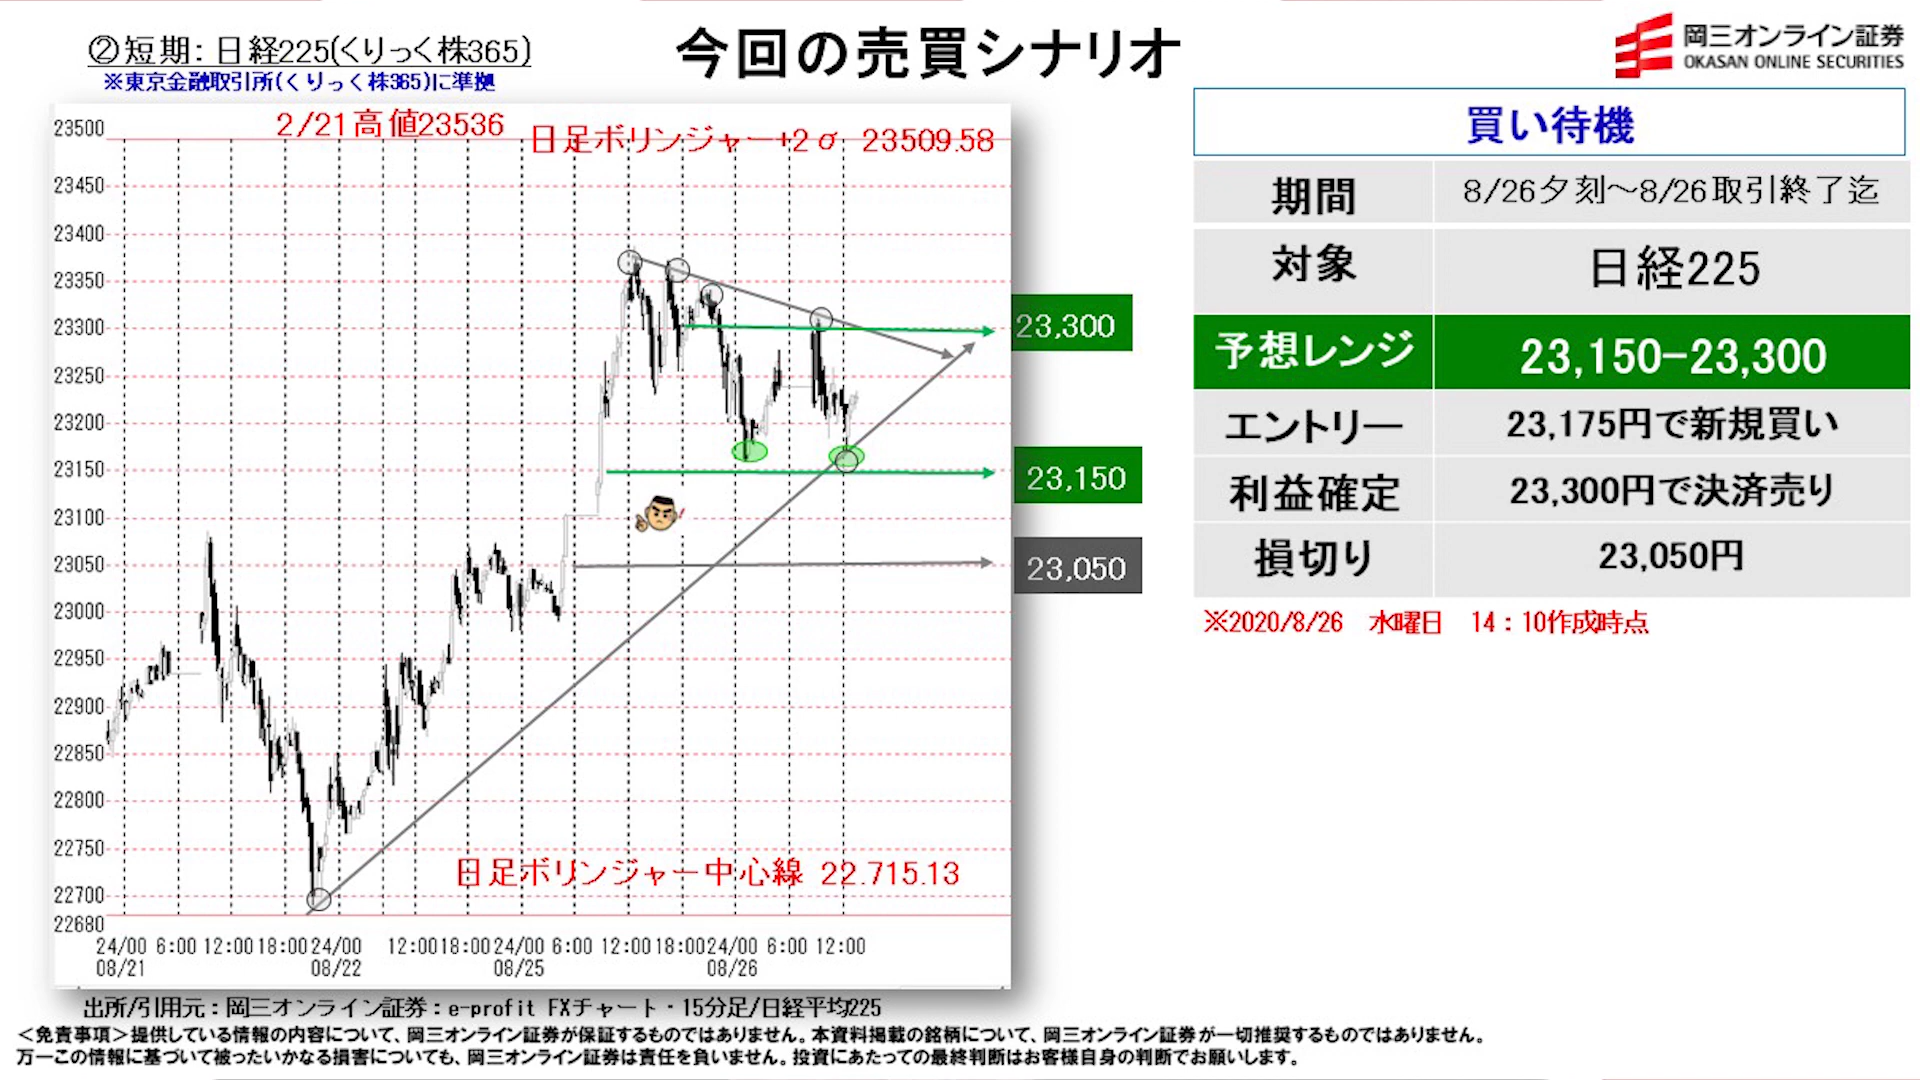 ②短期：日経225(くりっく株365)
※東京金融取引所(くりっく株365)に準拠
今回の売買シナリオ
岡三オンライン証券
OKASAN ONLINE SECURITIES
2/21高値23536
日足ボリンジャー+2σ 23509.58
23500
23450
23400
23350
23300
23250
23200
23150
23100
23050
23000
22950
22900
22850
22800
22750
22700
22680
23,300
23,150
23,050
日足ボリンジャー中心線 22.715.13
24/00 6:00 12:00 18:00 24/00 12:00 18:00 24/00 6:00 12:00 18:00 24/00 6:00 12:00
08/21 08/22 08/25 08/26
買い待機
期間 8/26夕刻～8/26取引終了迄
対象 日経225
予想レンジ 23,150-23,300
エントリー 23,175円で新規買い
利益確定 23,300円で決済売り
損切り 23,050円
※2020/8/26 水曜日 14：10作成時点
出所/引用元：岡三オンライン証券：e-profit FXチャート・15分足/日経平均225
＜免責事項＞提供している情報の内容について、岡三オンライン証券が保証するものではありません。本資料掲載の銘柄について、岡三オンライン証券が一切推奨するものではありません。
万一この情報に基づいて被ったいかなる損害についても、岡三オンライン証券は責任を負いません。投資にあたっての最終判断はお客様自身の判断でお願いします。